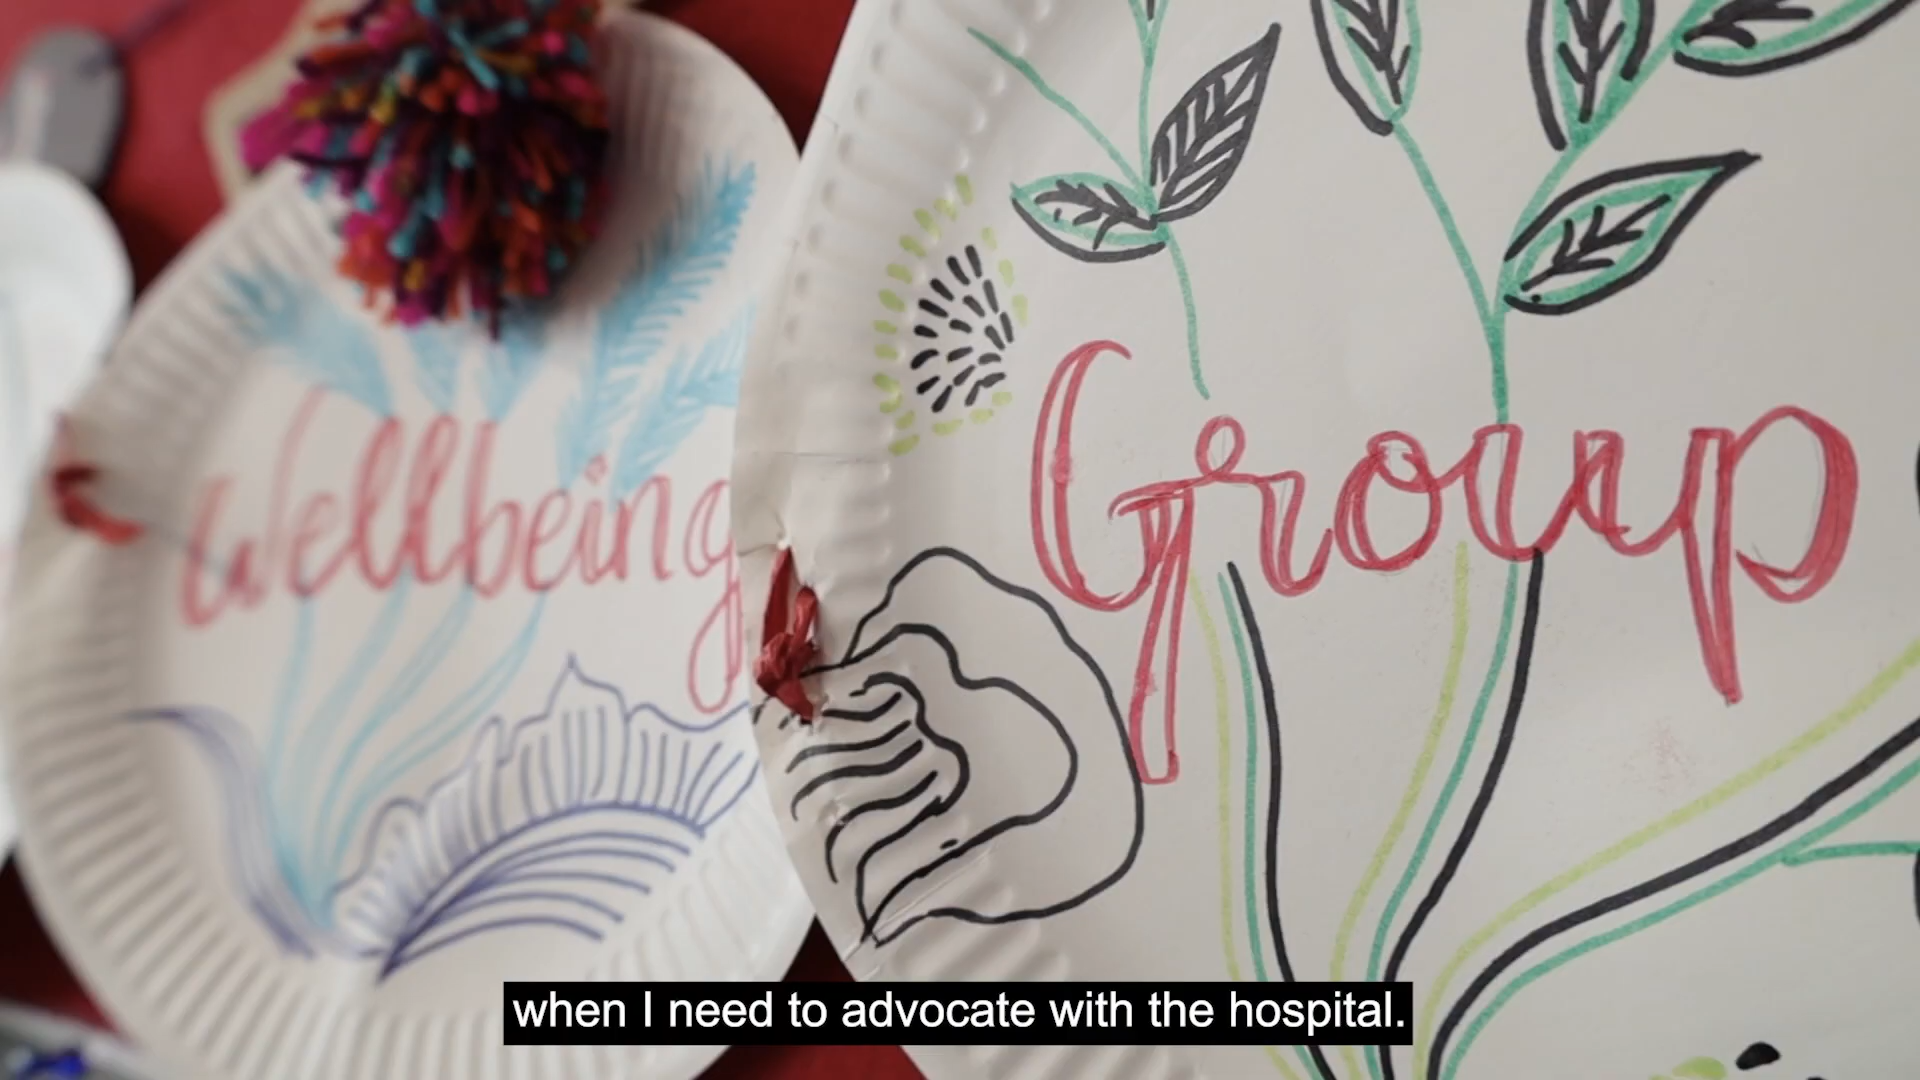 Wellbeing
Group
when I need to advocate with the hospital.